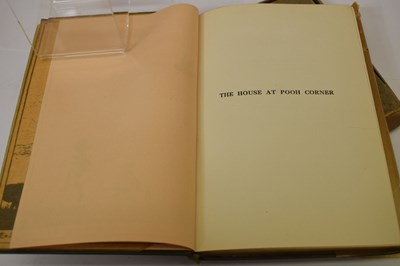 THE HOUSE AT POOH CORNER